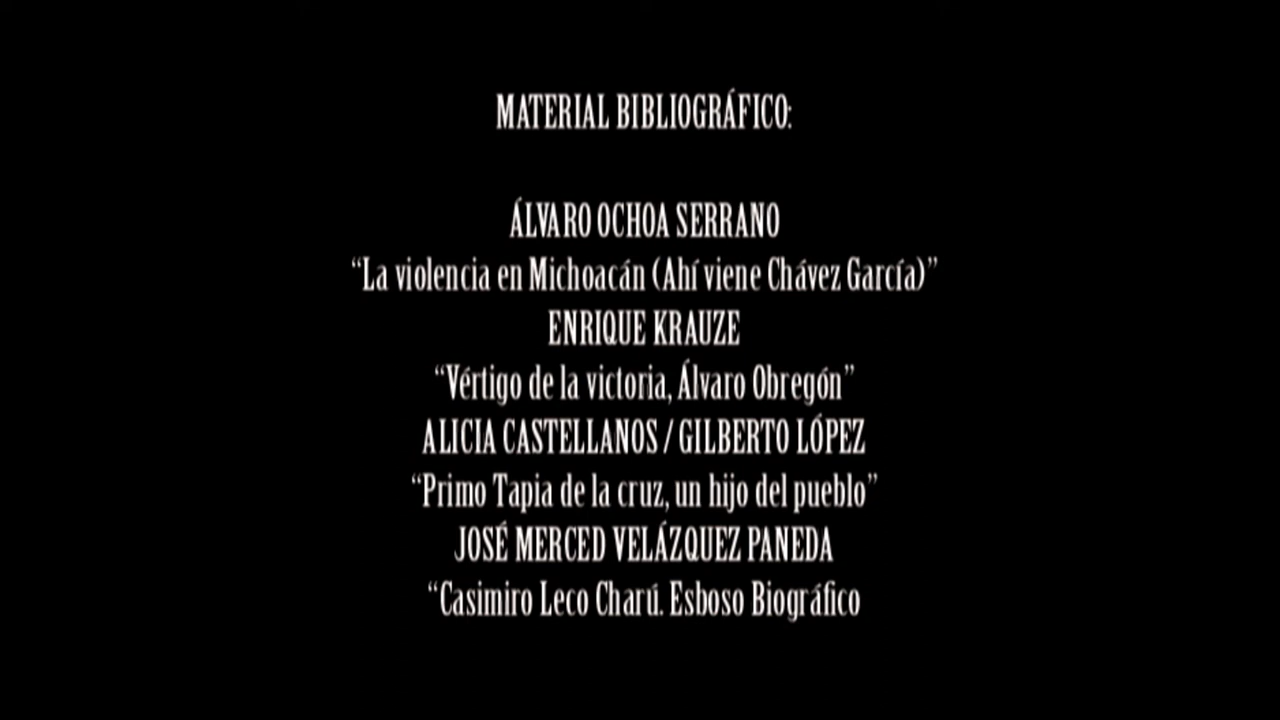 MATERIAL BIBLIOGRÁFICO:
ÁLVARO OCHOA SERRANO
“La violencia en Michoacán (Ahí viene Chávez García)”
ENRIQUE KRAUZE
“Vértigo de la victoria, Álvaro Obregón”
ALICIA CASTELLANOS / GILBERTO LÓPEZ
“Primo Tapia de la cruz, un hijo del pueblo”
JOSÉ MERCED VELÁZQUEZ PANEDA
“Casimiro Leco Charú. Esboso Biográfico